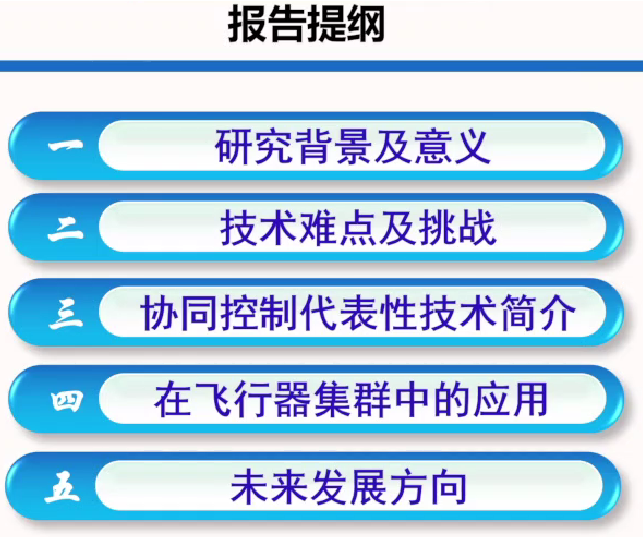 报告提纲
一 研究背景及意义
二 技术难点及挑战
三 协同控制代表性技术简介
四 在飞行器集群中的应用
五 未来发展方向